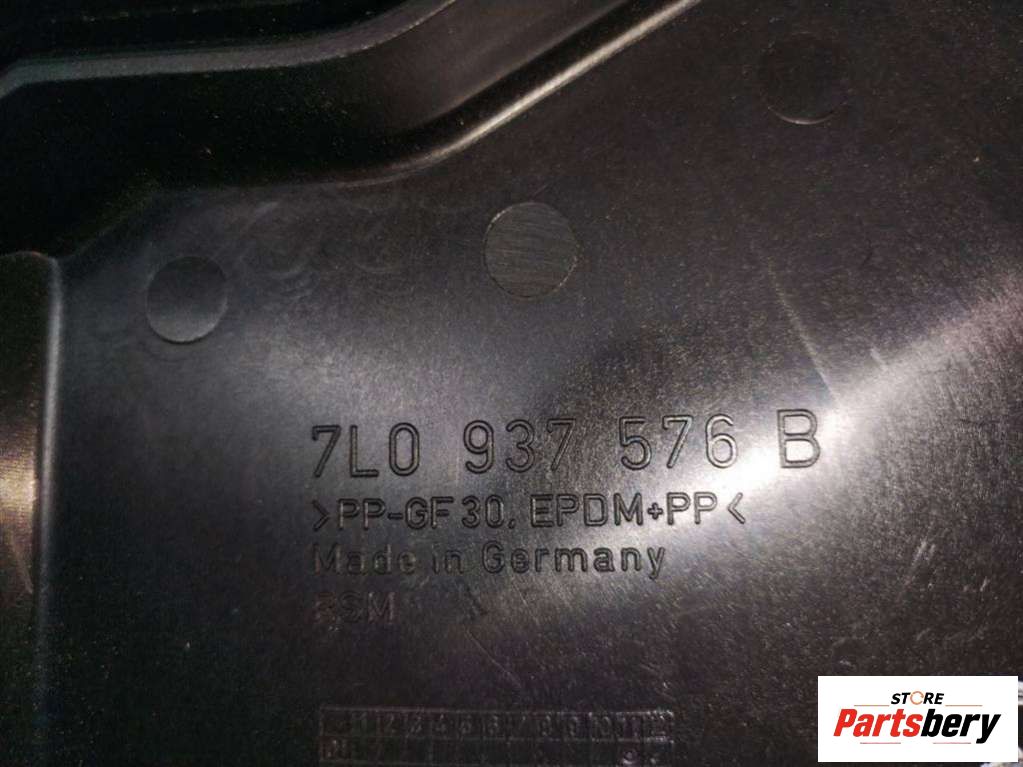 7L0 937 576 B
>PP-GF30, EPDM+PP<
Made in Germany
STORE
Partsbery